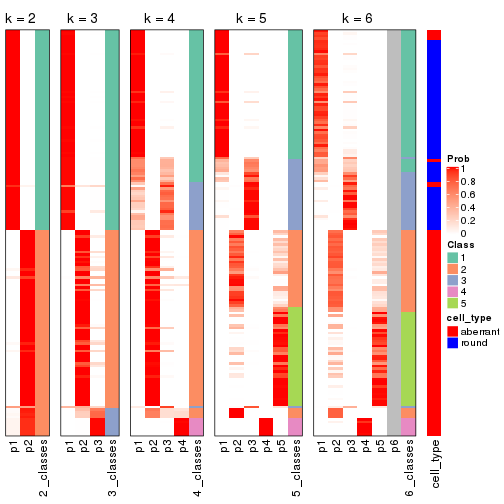 k = 2
k = 3
k = 4
k = 5
k = 6
Prob
1
0.8
0.6
0.4
0.2
0
Class
1
2
3
4
5
cell_type
aberrant
round
p1
p2
2_classes
p1
p2
p3
3_classes
p1
p2
p3
p4
4_classes
p1
p2
p3
p4
p5
5_classes
p1
p2
p3
p4
p5
p6
6_classes
cell_type